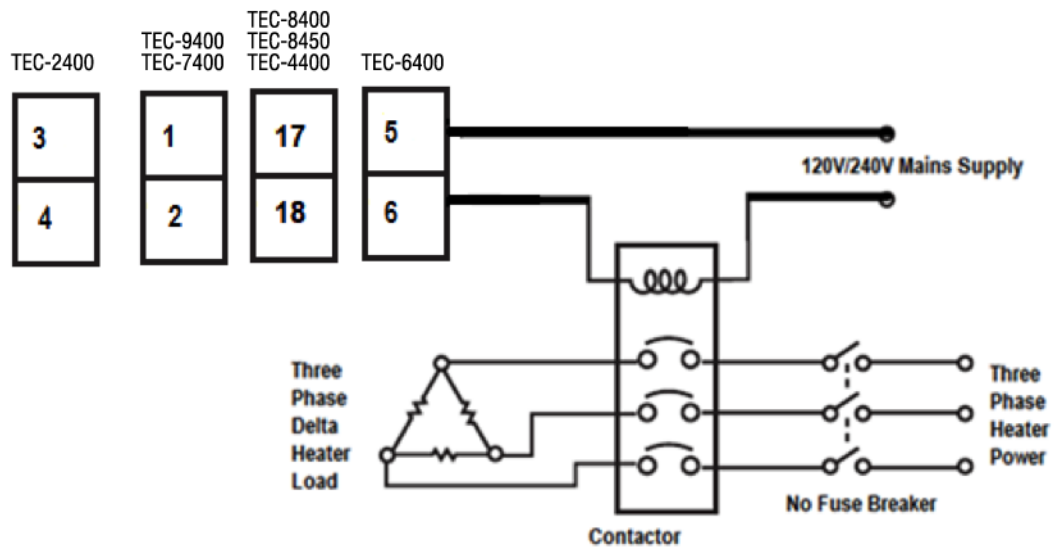 TEC-2400
TEC-9400
TEC-7400
TEC-8400
TEC-8450
TEC-4400
TEC-6400
3
1
17
5
4
2
18
6
120V/240V Mains Supply
Three
Phase
Delta
Heater
Load
Three
Phase
Heater
Power
No Fuse Breaker
Contactor